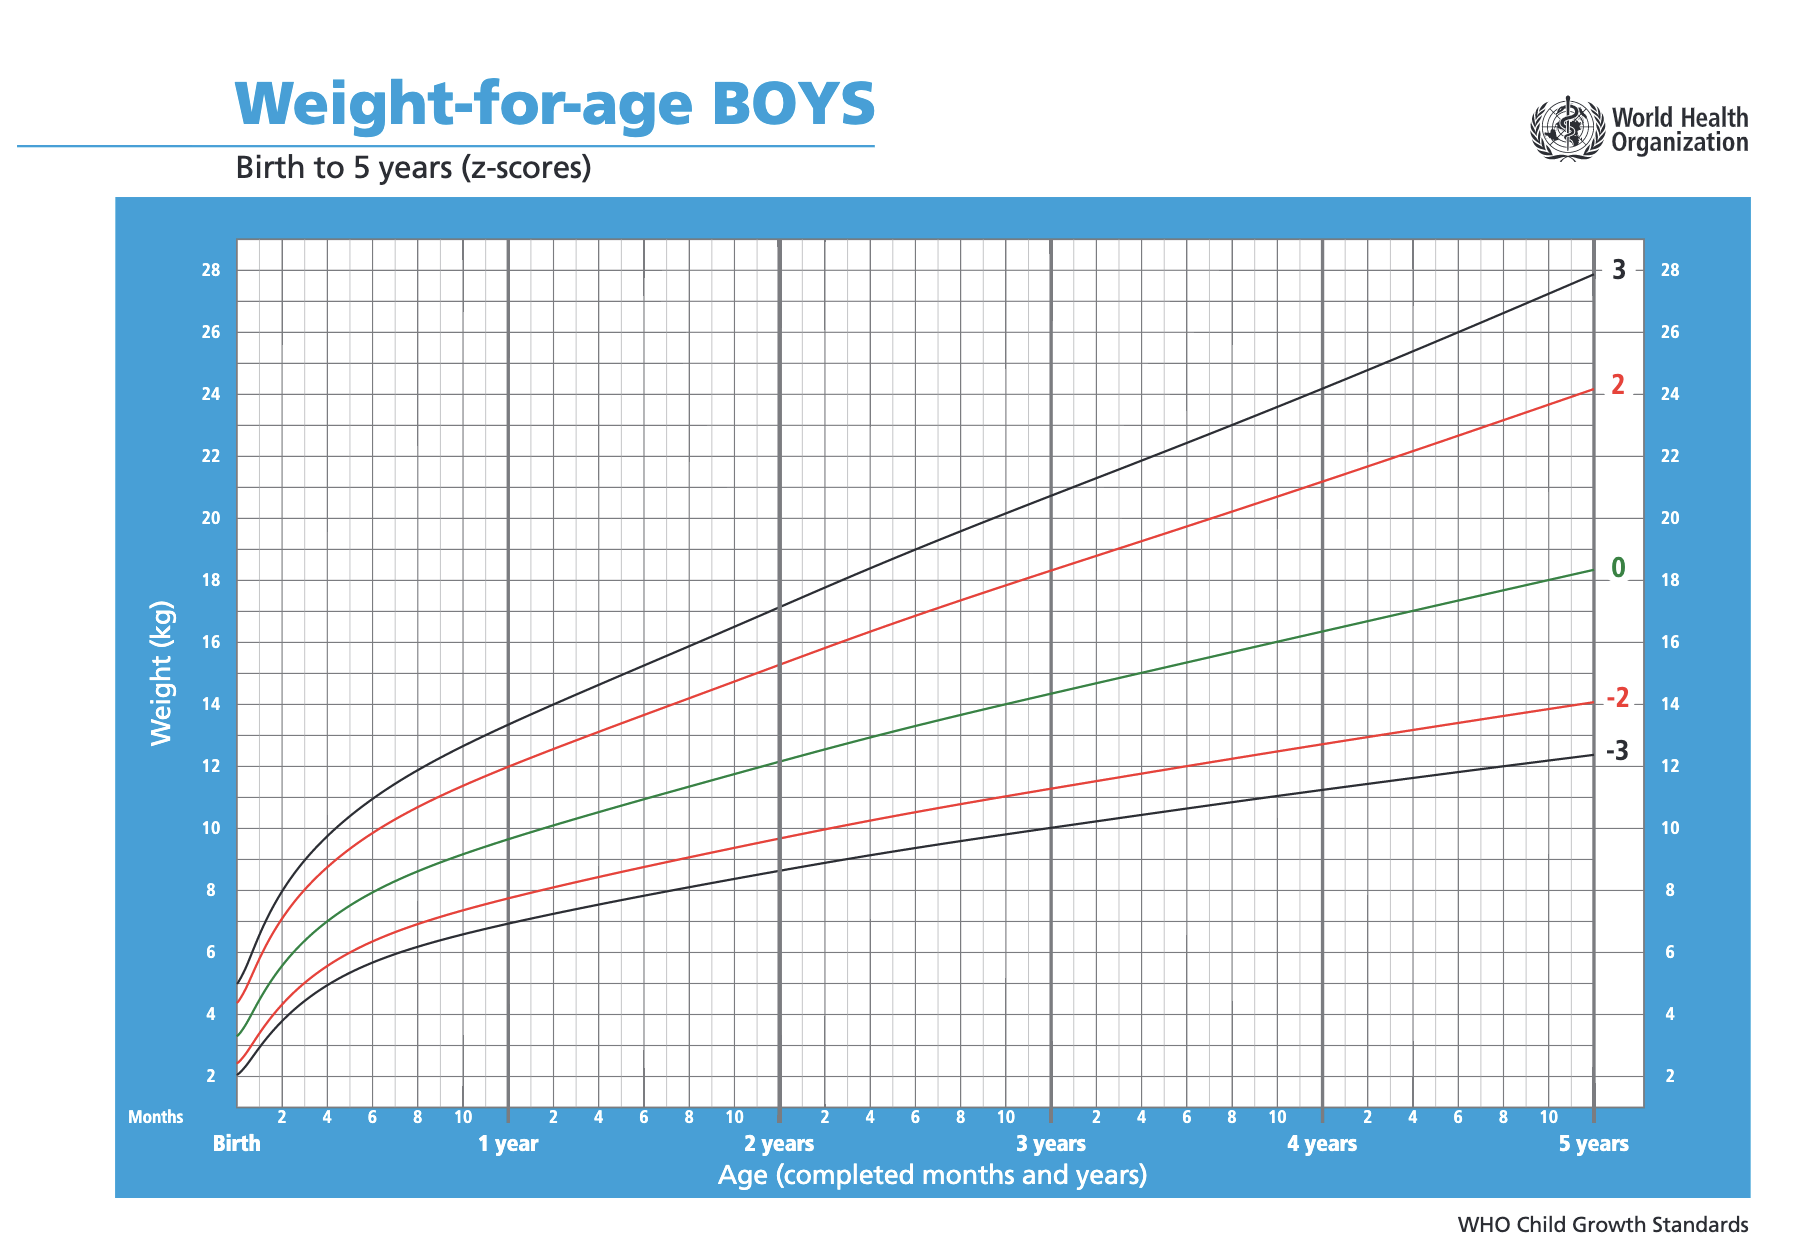 Weight-for-age BOYS
Birth to 5 years (z-scores)
World Health
Organization
28 3 28
26 26
2
24 24
22 22
20 20
0
18 18
16 16
-2
14 14
-3
12 12
10 10
8 8
6 6
4 4
2 2
Weight (kg)
Months 2 4 6 8 10 2 4 6 8 10 2 4 6 8 10 2 4 6 8 10 2 4 6 8 10
Birth 1 year 2 years 3 years 4 years 5 years
Age (completed months and years)
WHO Child Growth Standards